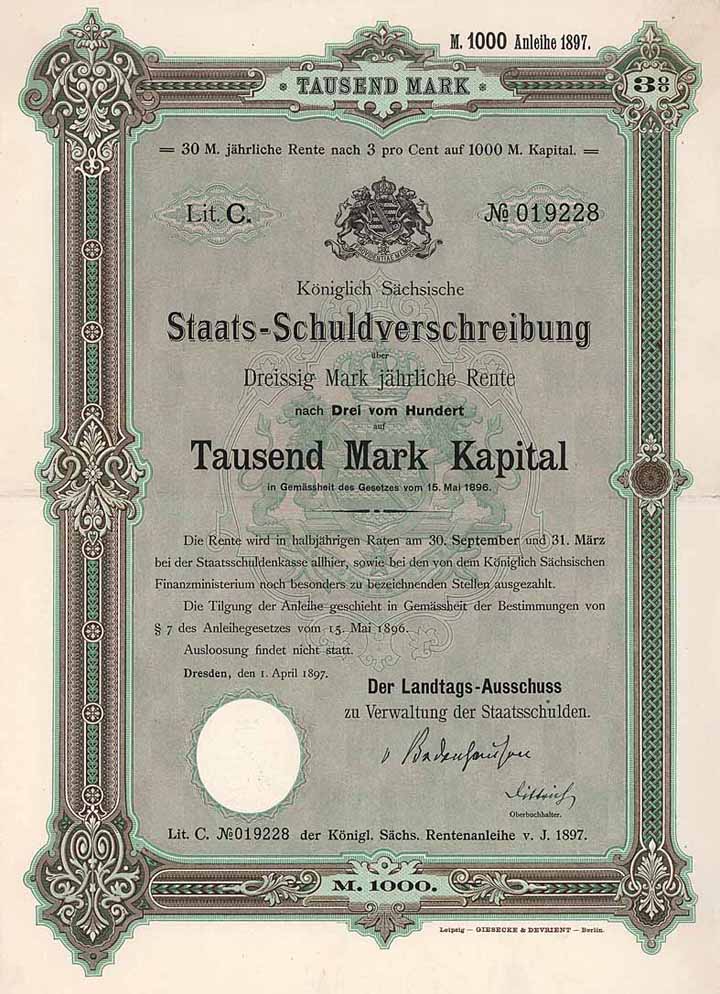 M. 1000 Anleihe 1897.
* TAUSEND MARK *
3%
= 30 M. jährliche Rente nach 3 pro Cent auf 1000 M. Kapital. =
Lit. C. № 019228
PROVIDENTIAE MEMOR
Königlich Sächsische
Staats-Schuldverschreibung
über
Dreissig Mark jährliche Rente
nach Drei vom Hundert
auf
Tausend Mark Kapital
in Gemässheit des Gesetzes vom 15. Mai 1896.
Die Rente wird in halbjährigen Raten am 30. September und 31. März
bei der Staatsschuldenkasse allhier, sowie bei den von dem Königlich Sächsischen
Finanzministerium noch besonders zu bezeichnenden Stellen ausgezahlt.
Die Tilgung der Anleihe geschieht in Gemässheit der Bestimmungen von
§ 7 des Anleihegesetzes vom 15. Mai 1896.
Ausloosung findet nicht statt.
Dresden, den 1. April 1897.
Der Landtags-Ausschuss
zu Verwaltung der Staatsschulden.
v Bodenhausen
Dittrich
Oberbuchhalter.
Lit. C. № 019228 der Königl. Sächs. Rentenanleihe v. J. 1897.
M. 1000.
Leipzig — GIESECKE & DEVRIENT — Berlin.